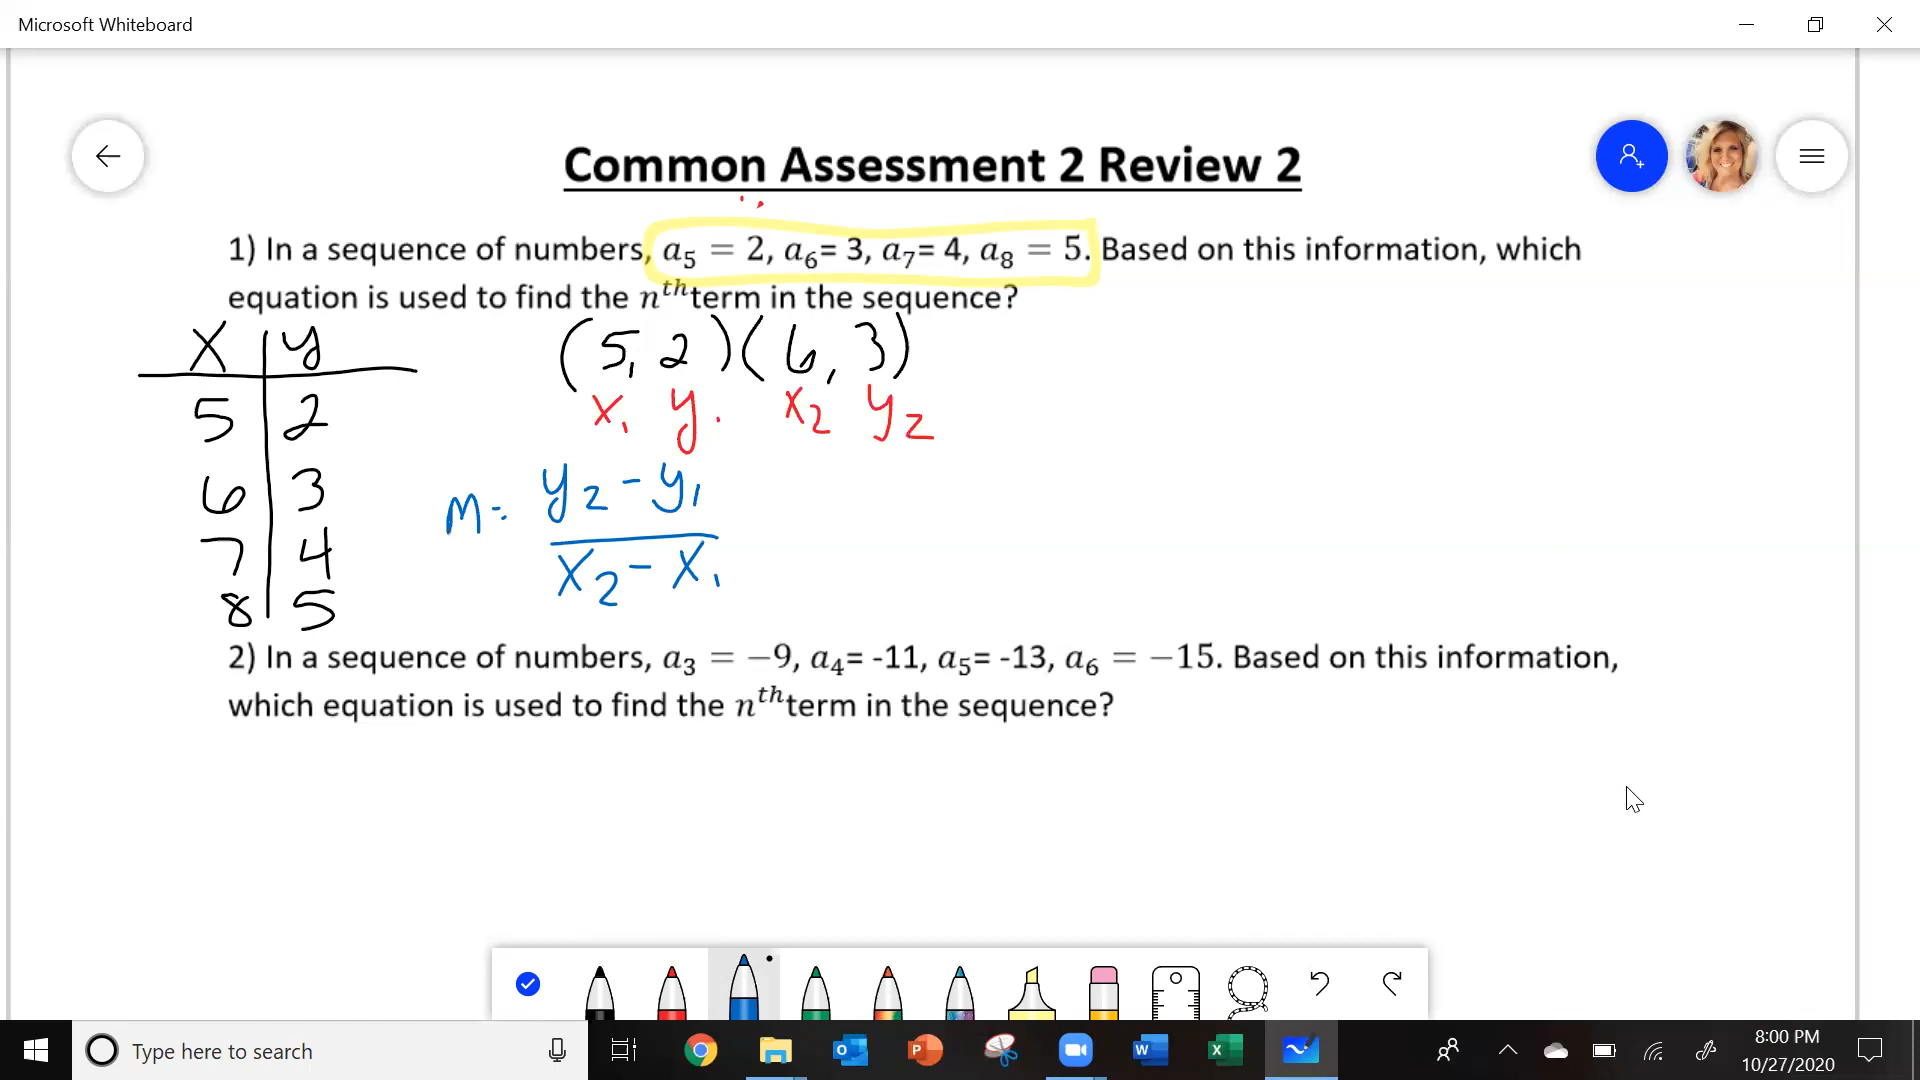 Microsoft Whiteboard
Common Assessment 2 Review 2
1) In a sequence of numbers, a₅ = 2, a₆= 3, a₇= 4, a₈ = 5. Based on this information, which
equation is used to find the nᵗʰterm in the sequence?
x y
5 2
6 3
7 4
8 5
(5, 2)(6, 3)
x₁ y₁ x₂ y₂
m= y₂ - y₁
x₂ - x₁
2) In a sequence of numbers, a₃ = −9, a₄= -11, a₅= -13, a₆ = −15. Based on this information,
which equation is used to find the nᵗʰterm in the sequence?
Type here to search
8:00 PM
10/27/2020